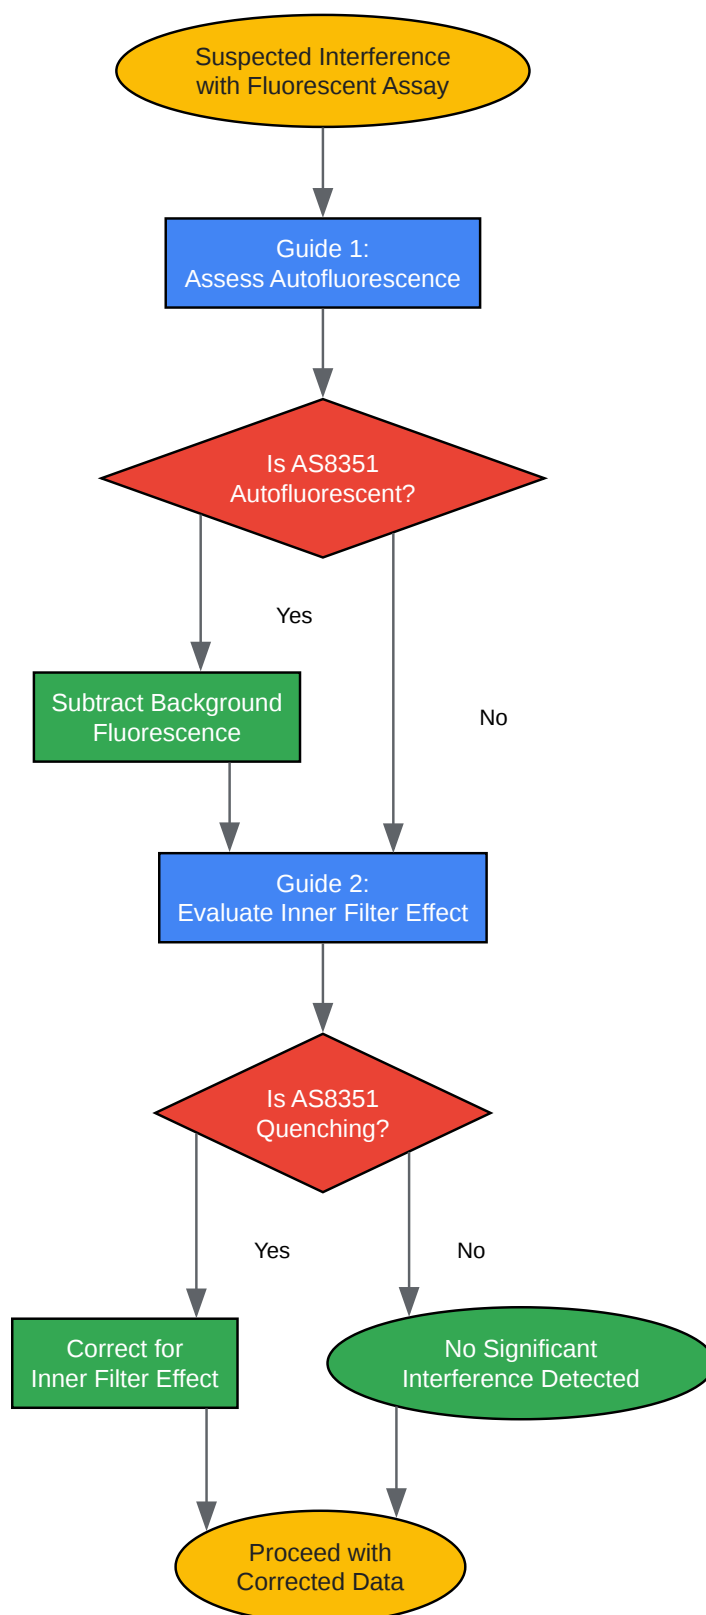 Suspected Interference
with Fluorescent Assay
Guide 1:
Assess Autofluorescence
Is AS8351
Autofluorescent?
Yes
Subtract Background
Fluorescence
No
Guide 2:
Evaluate Inner Filter Effect
Is AS8351
Quenching?
Yes
No
Correct for
Inner Filter Effect
No Significant
Interference Detected
Proceed with
Corrected Data